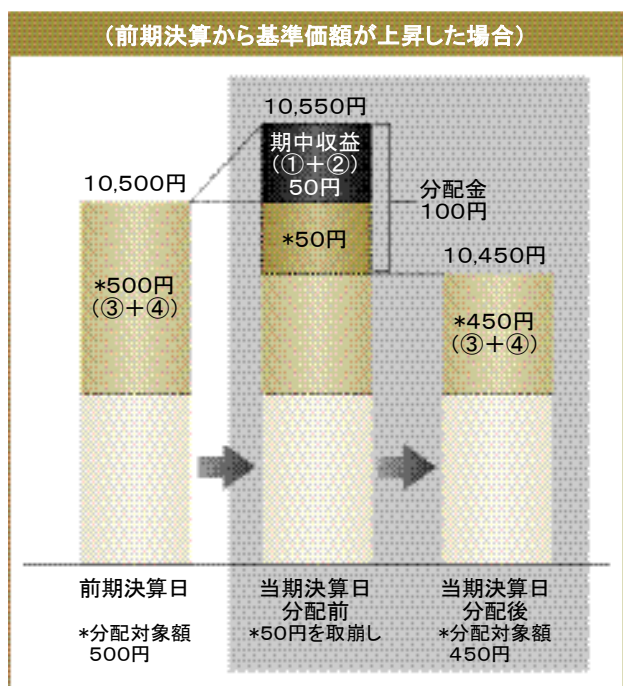 （前期決算から基準価額が上昇した場合）
10,550円
期中収益
（①＋②）
50円
10,500円
分配金
100円
*50円
10,450円
*500円
（③＋④）
*450円
（③＋④）
前期決算日
*分配対象額
500円
当期決算日
分配前
*50円を取崩し
当期決算日
分配後
*分配対象額
450円